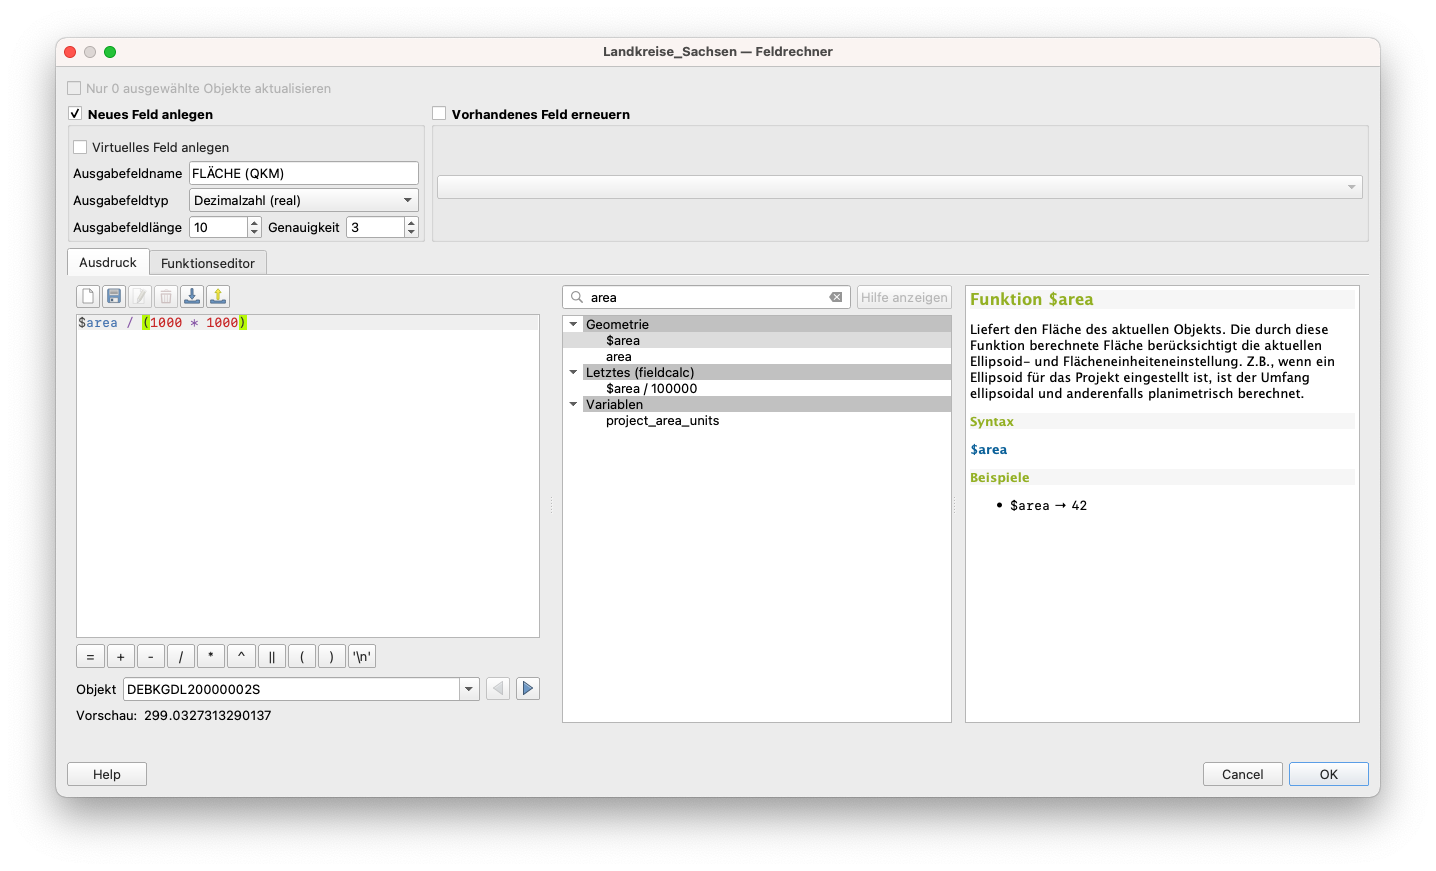 Landkreise_Sachsen — Feldrechner
Nur 0 ausgewählte Objekte aktualisieren
Neues Feld anlegen
Vorhandenes Feld erneuern
Virtuelles Feld anlegen
Ausgabefeldname FLÄCHE (QKM)
Ausgabefeldtyp Dezimalzahl (real)
Ausgabefeldlänge 10 Genauigkeit 3
Ausdruck Funktionseditor
$area / (1000 * 1000)
= + - / * ^ || ( ) '\n'
Objekt DEBKGDL20000002S
Vorschau: 299.0327313290137
area Hilfe anzeigen
Geometrie
$area
area
Letztes (fieldcalc)
$area / 100000
Variablen
project_area_units
Funktion $area
Liefert den Fläche des aktuellen Objekts. Die durch diese
Funktion berechnete Fläche berücksichtigt die aktuellen
Ellipsoid- und Flächeneinheiteneinstellung. Z.B., wenn ein
Ellipsoid für das Projekt eingestellt ist, ist der Umfang
ellipsoidal und anderenfalls planimetrisch berechnet.
Syntax
$area
Beispiele
• $area → 42
Help
Cancel OK